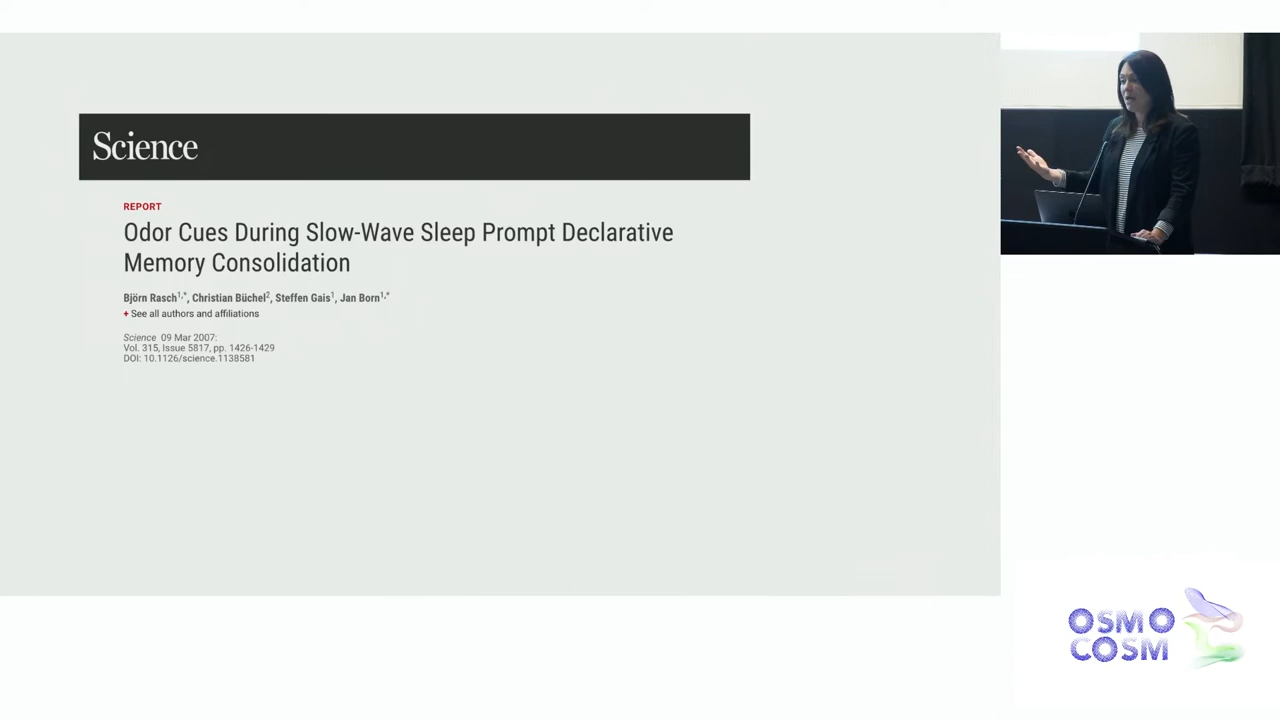 Science
REPORT
Odor Cues During Slow-Wave Sleep Prompt Declarative
Memory Consolidation
Björn Rasch1,*, Christian Büchel2, Steffen Gais1, Jan Born1,*
+ See all authors and affiliations
Science 09 Mar 2007:
Vol. 315, Issue 5817, pp. 1426-1429
DOI: 10.1126/science.1138581
OSMO
COSM